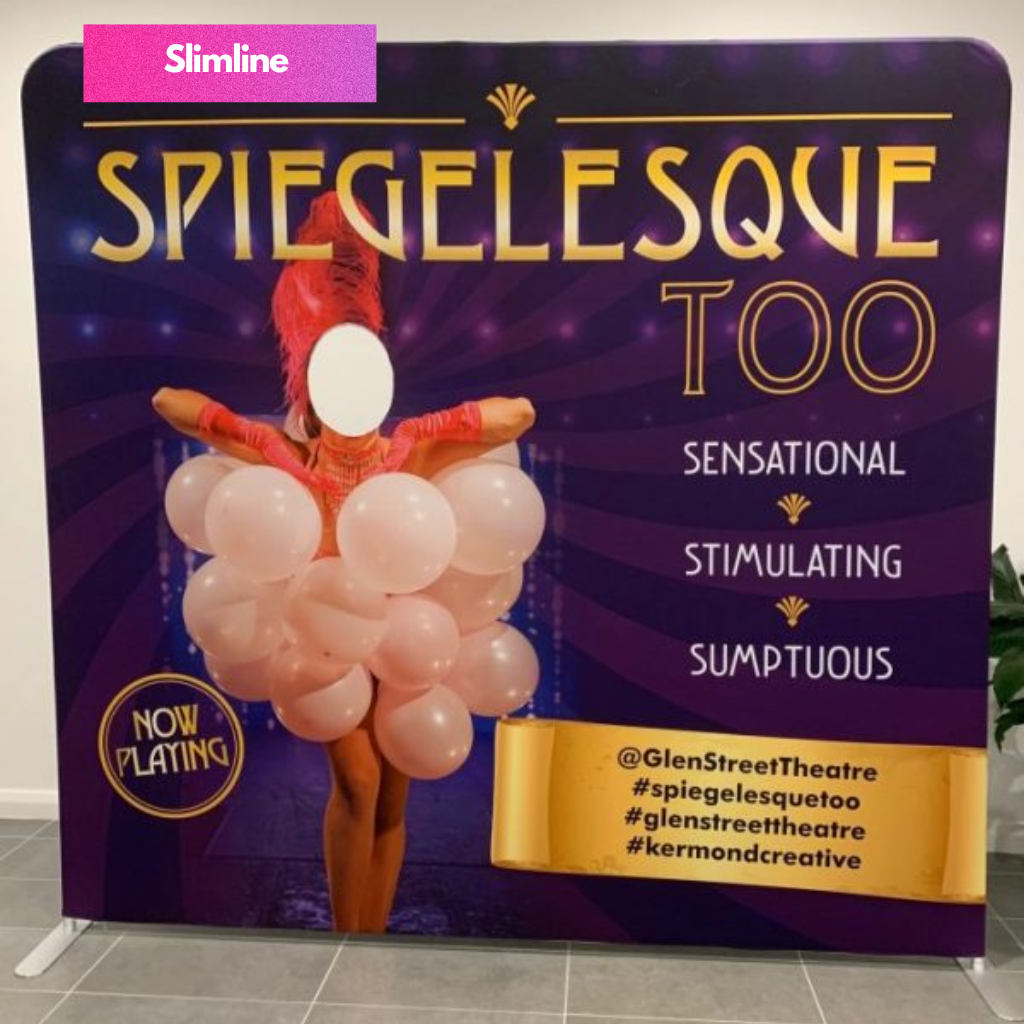 Slimline
SPIEGELESQUE
TOO
SENSATIONAL
STIMULATING
SUMPTUOUS
NOW
PLAYING
@GlenStreetTheatre
#spiegelesquetoo
#glenstreettheatre
#kermondcreative